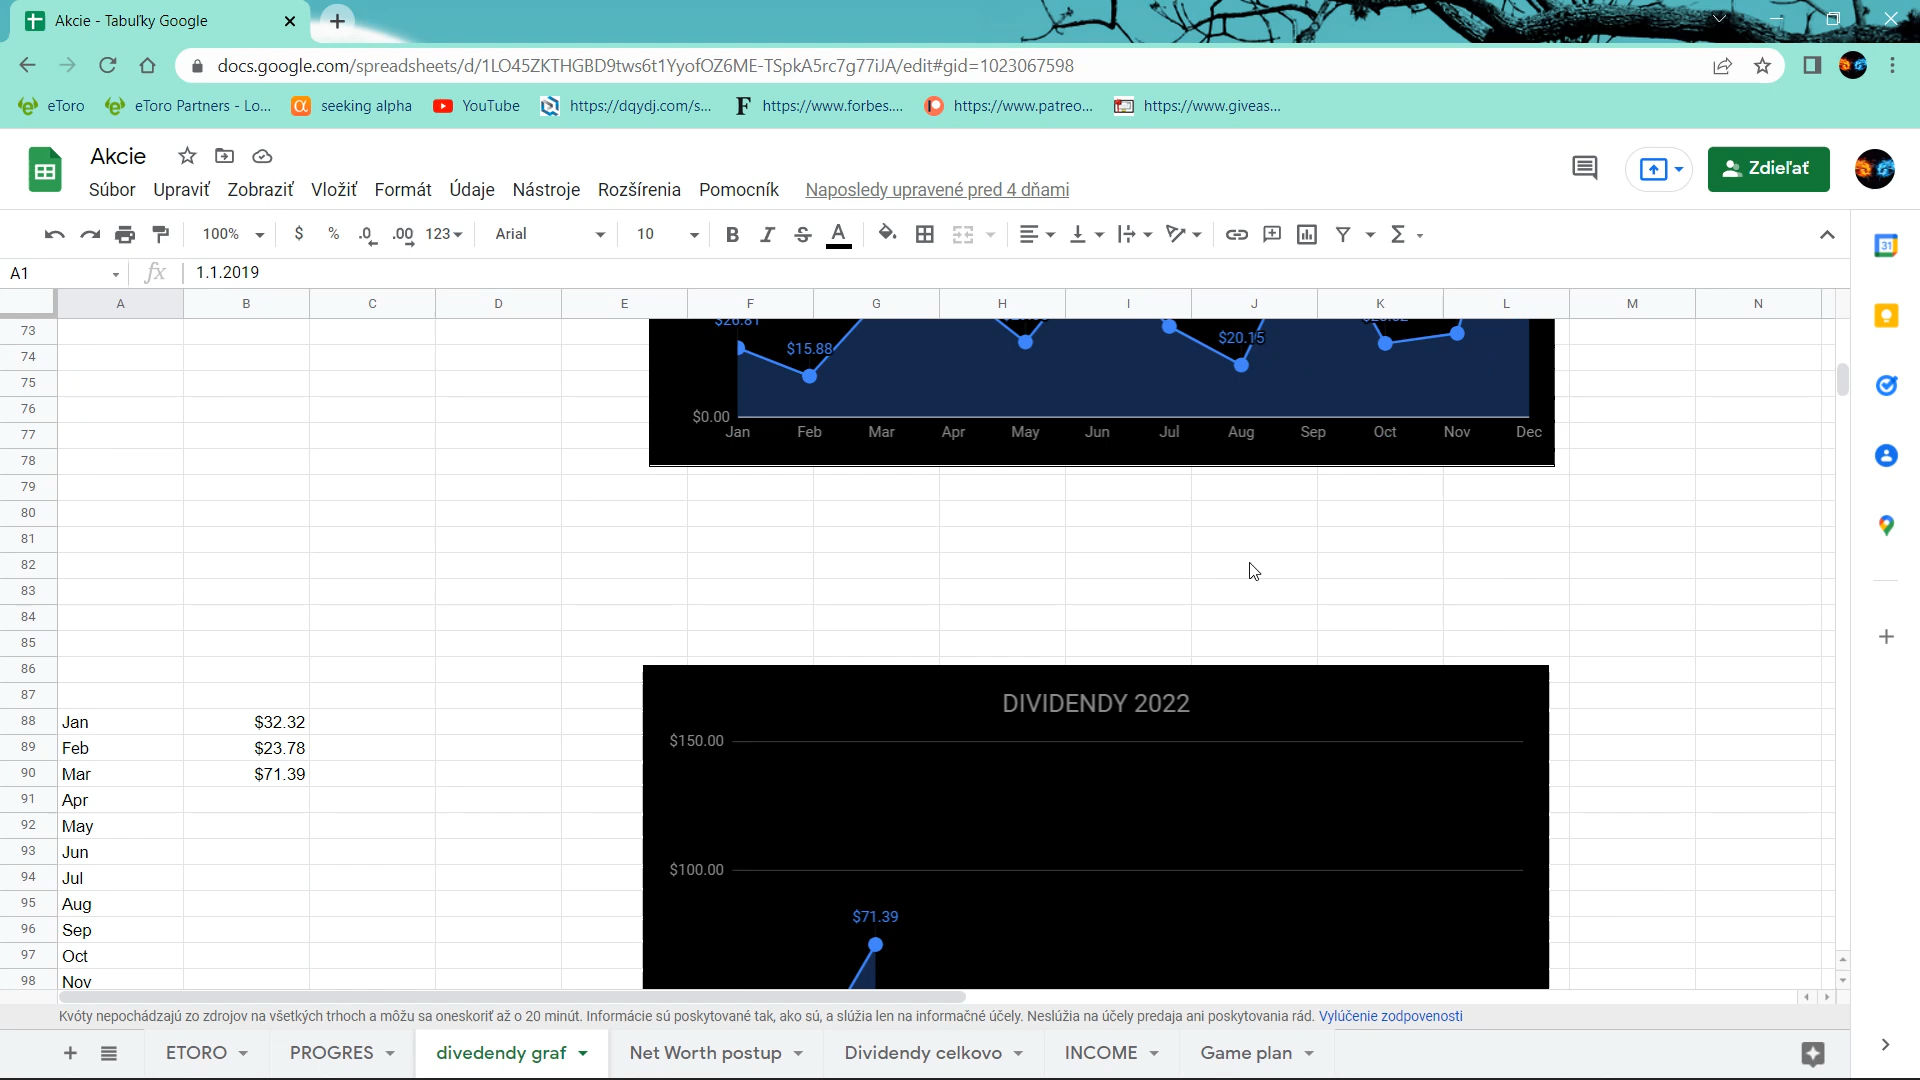 Akcie - Tabuľky Google
docs.google.com/spreadsheets/d/1LO45ZKTHGBD9tws6t1YyofOZ6ME-TSpkA5rc7g77iJA/edit#gid=1023067598
eToro
eToro Partners - Lo...
seeking alpha
YouTube
https://dqydj.com/s...
https://www.forbes....
https://www.patreo...
https://www.giveas...
Akcie
Zdieľať
Súbor Upraviť Zobraziť Vložiť Formát Údaje Nástroje Rozšírenia Pomocník Naposledy upravené pred 4 dňami
100% $ % .0 .00 123 Arial 10 B I S A
A1 fx 1.1.2019
A B C D E F G H I J K L M N
73
74
75
76
77
78
79
80
81
82
83
84
85
86
87
88 Jan $32.32
89 Feb $23.78
90 Mar $71.39
91 Apr
92 May
93 Jun
94 Jul
95 Aug
96 Sep
97 Oct
98 Nov
$26.81
$15.88
$20.15
$0.00
Jan Feb Mar Apr May Jun Jul Aug Sep Oct Nov Dec
DIVIDENDY 2022
$150.00
$100.00
$71.39
Kvóty nepochádzajú zo zdrojov na všetkých trhoch a môžu sa oneskoriť až o 20 minút. Informácie sú poskytované tak, ako sú, a slúžia len na informačné účely. Neslúžia na účely predaja ani poskytovania rád. Vylúčenie zodpovenosti
ETORO PROGRES divedendy graf Net Worth postup Dividendy celkovo INCOME Game plan
31